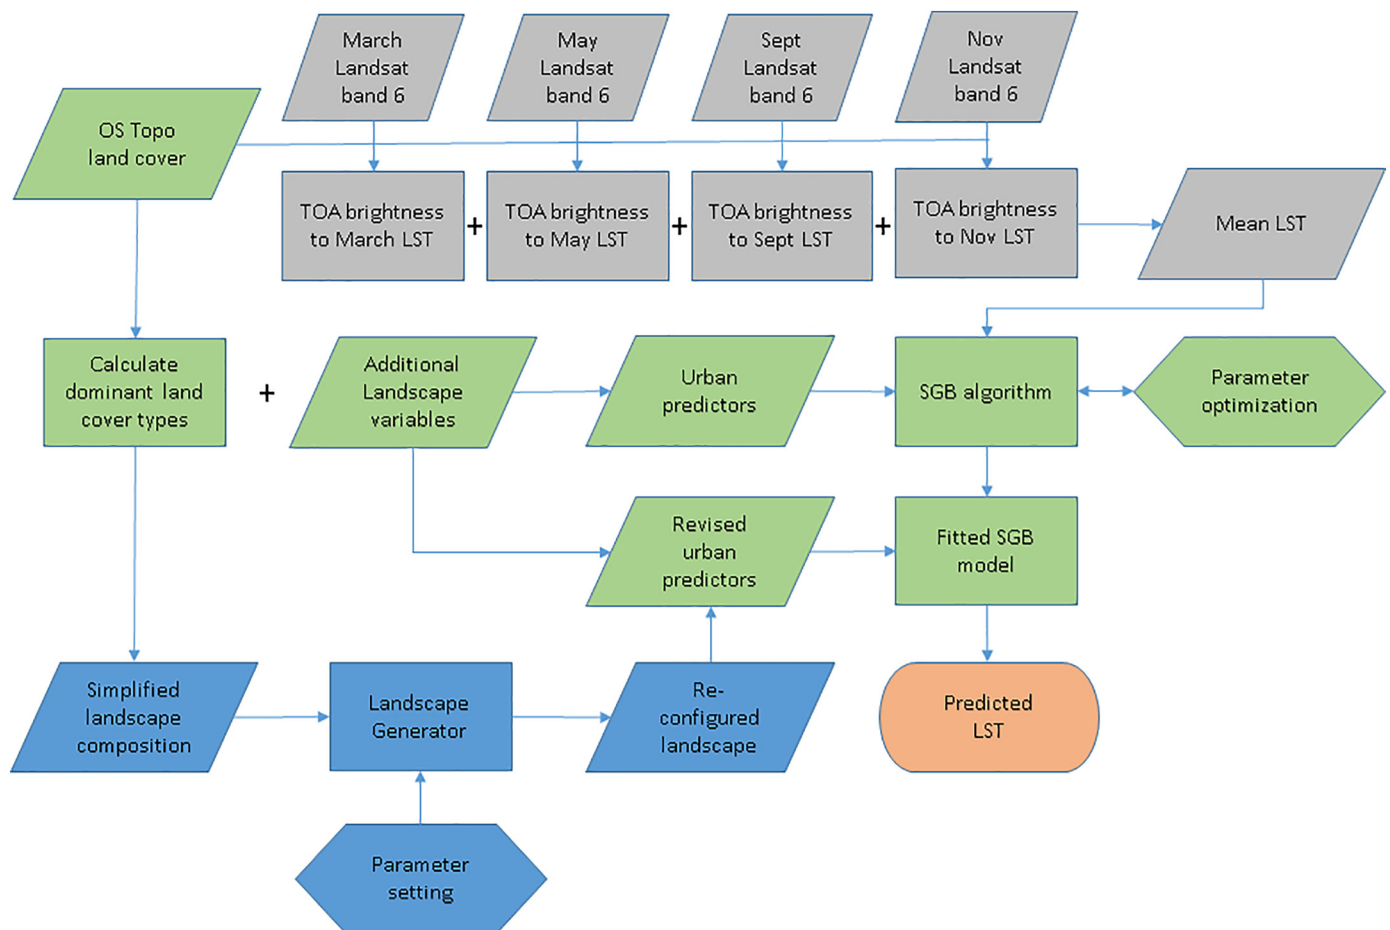 March
Landsat
band 6
May
Landsat
band 6
Sept
Landsat
band 6
Nov
Landsat
band 6
OS Topo
land cover
TOA brightness
to March LST
+
TOA brightness
to May LST
+
TOA brightness
to Sept LST
+
TOA brightness
to Nov LST
Mean LST
Calculate
dominant land
cover types
+
Additional
Landscape
variables
Urban
predictors
SGB algorithm
Parameter
optimization
Revised
urban
predictors
Fitted SGB
model
Simplified
landscape
composition
Landscape
Generator
Re-
configured
landscape
Predicted
LST
Parameter
setting